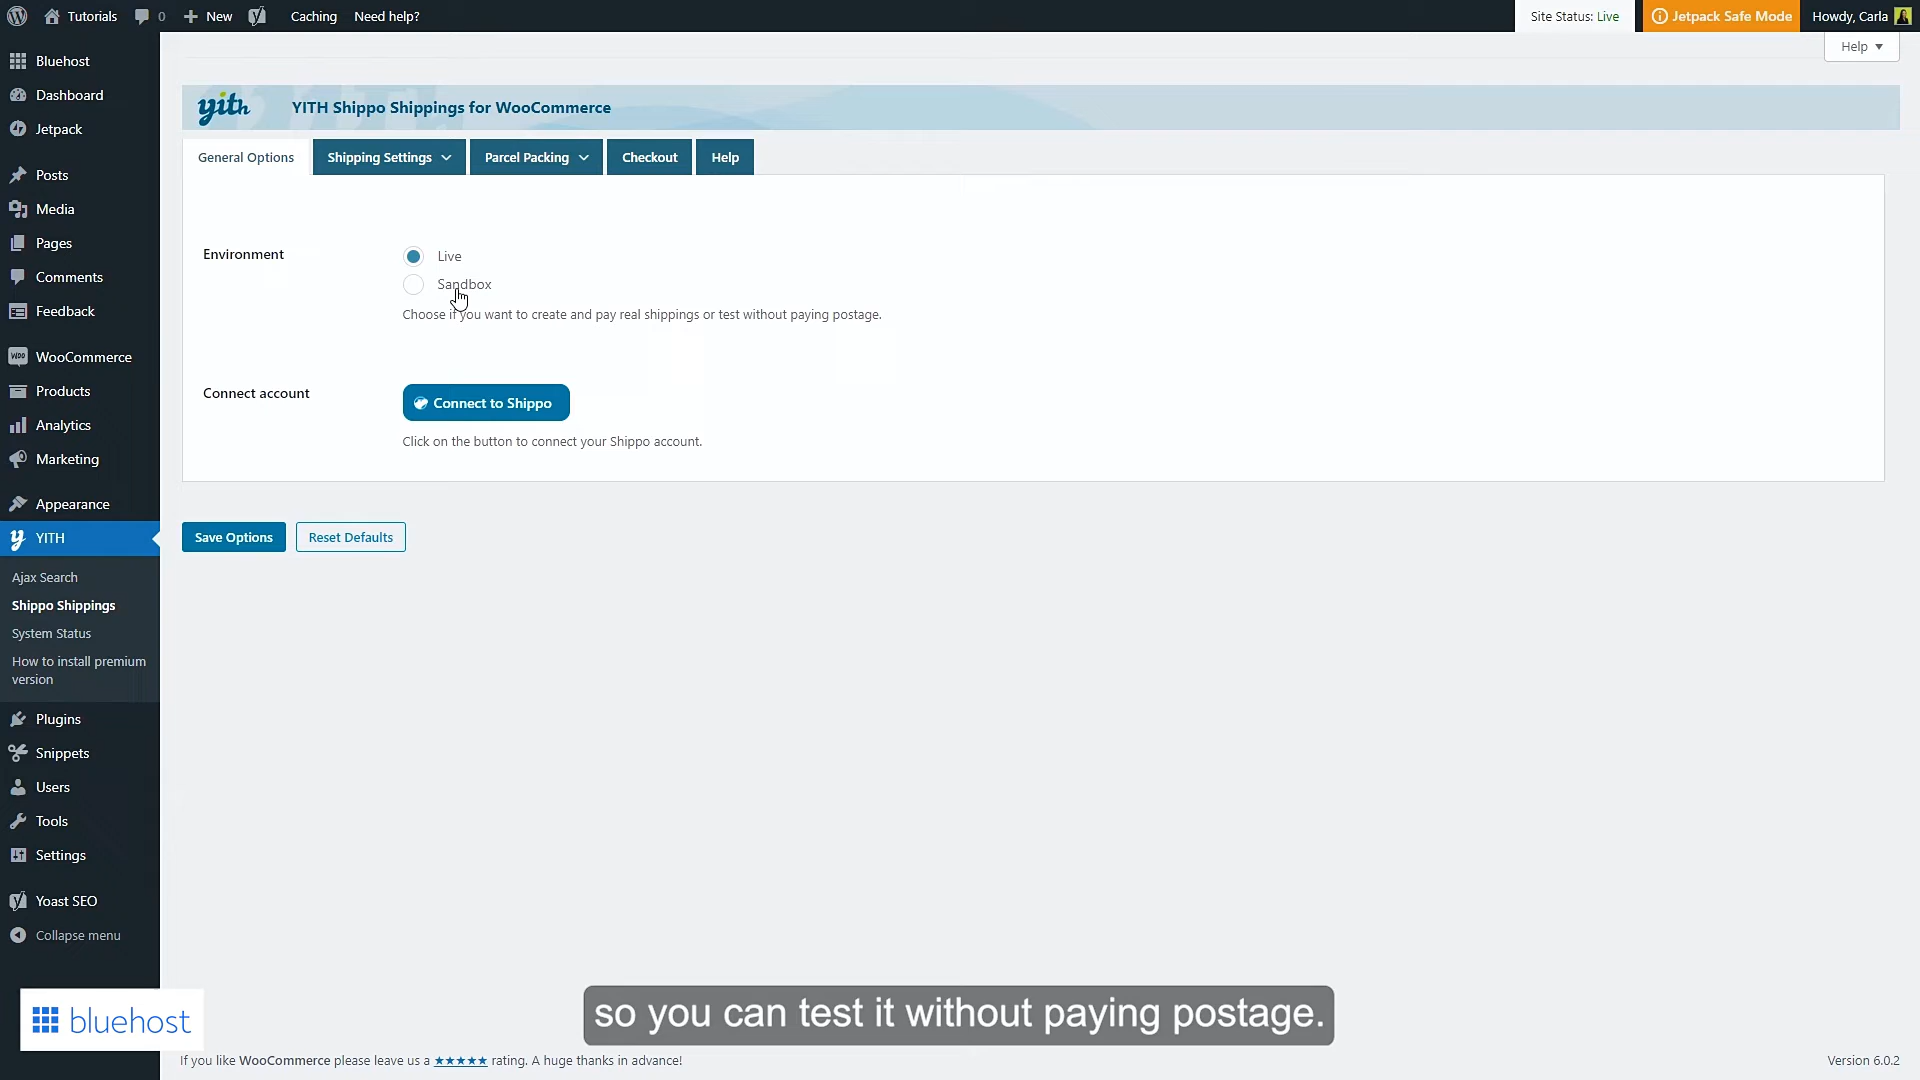 Tutorials 0 New Caching Need help? Site Status: Live Jetpack Safe Mode Howdy, Carla
Help
Bluehost
Dashboard
Jetpack
Posts
Media
Pages
Comments
Feedback
WooCommerce
Products
Analytics
Marketing
Appearance
YITH
Ajax Search
Shippo Shippings
System Status
How to install premium
version
Plugins
Snippets
Users
Tools
Settings
Yoast SEO
Collapse menu
yith YITH Shippo Shippings for WooCommerce
General Options Shipping Settings Parcel Packing Checkout Help
Environment
Live
Sandbox
Choose if you want to create and pay real shippings or test without paying postage.
Connect account
Connect to Shippo
Click on the button to connect your Shippo account.
Save Options Reset Defaults
so you can test it without paying postage.
bluehost
If you like WooCommerce please leave us a ★★★★★ rating. A huge thanks in advance! Version 6.0.2